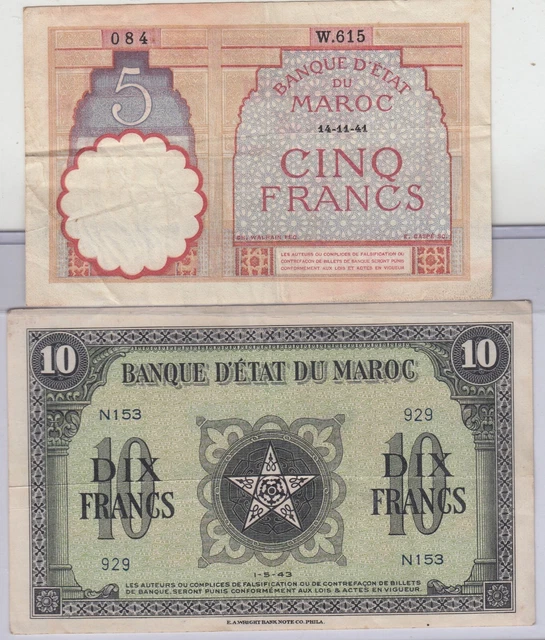 084 W.615
5
BANQUE D'ÉTAT
DU
MAROC
14-11-41
CINQ
FRANCS
LES AUTEURS OU COMPLICES DE FALSIFICATION OU
CONTREFAÇON DE BILLETS DE BANQUE SERONT PUNIS
CONFORMÉMENT AUX LOIS ET ACTES EN VIGUEUR
10 10
BANQUE D'ÉTAT DU MAROC
N153 929
10 10
DIX DIX
FRANCS FRANCS
929 N153
1-5-43
LES AUTEURS OU COMPLICES DE FALSIFICATION OU DE CONTREFAÇON DE BILLETS
DE BANQUE, SERONT PUNIS CONFORMÉMENT AUX LOIS & ACTES EN VIGUEUR.
10 10
E.A.WRIGHT BANK NOTE CO. PHILA.